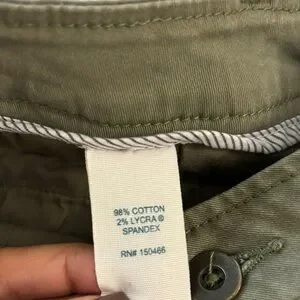 98% COTTON
2% LYCRA ®
SPANDEX
RN# 150466